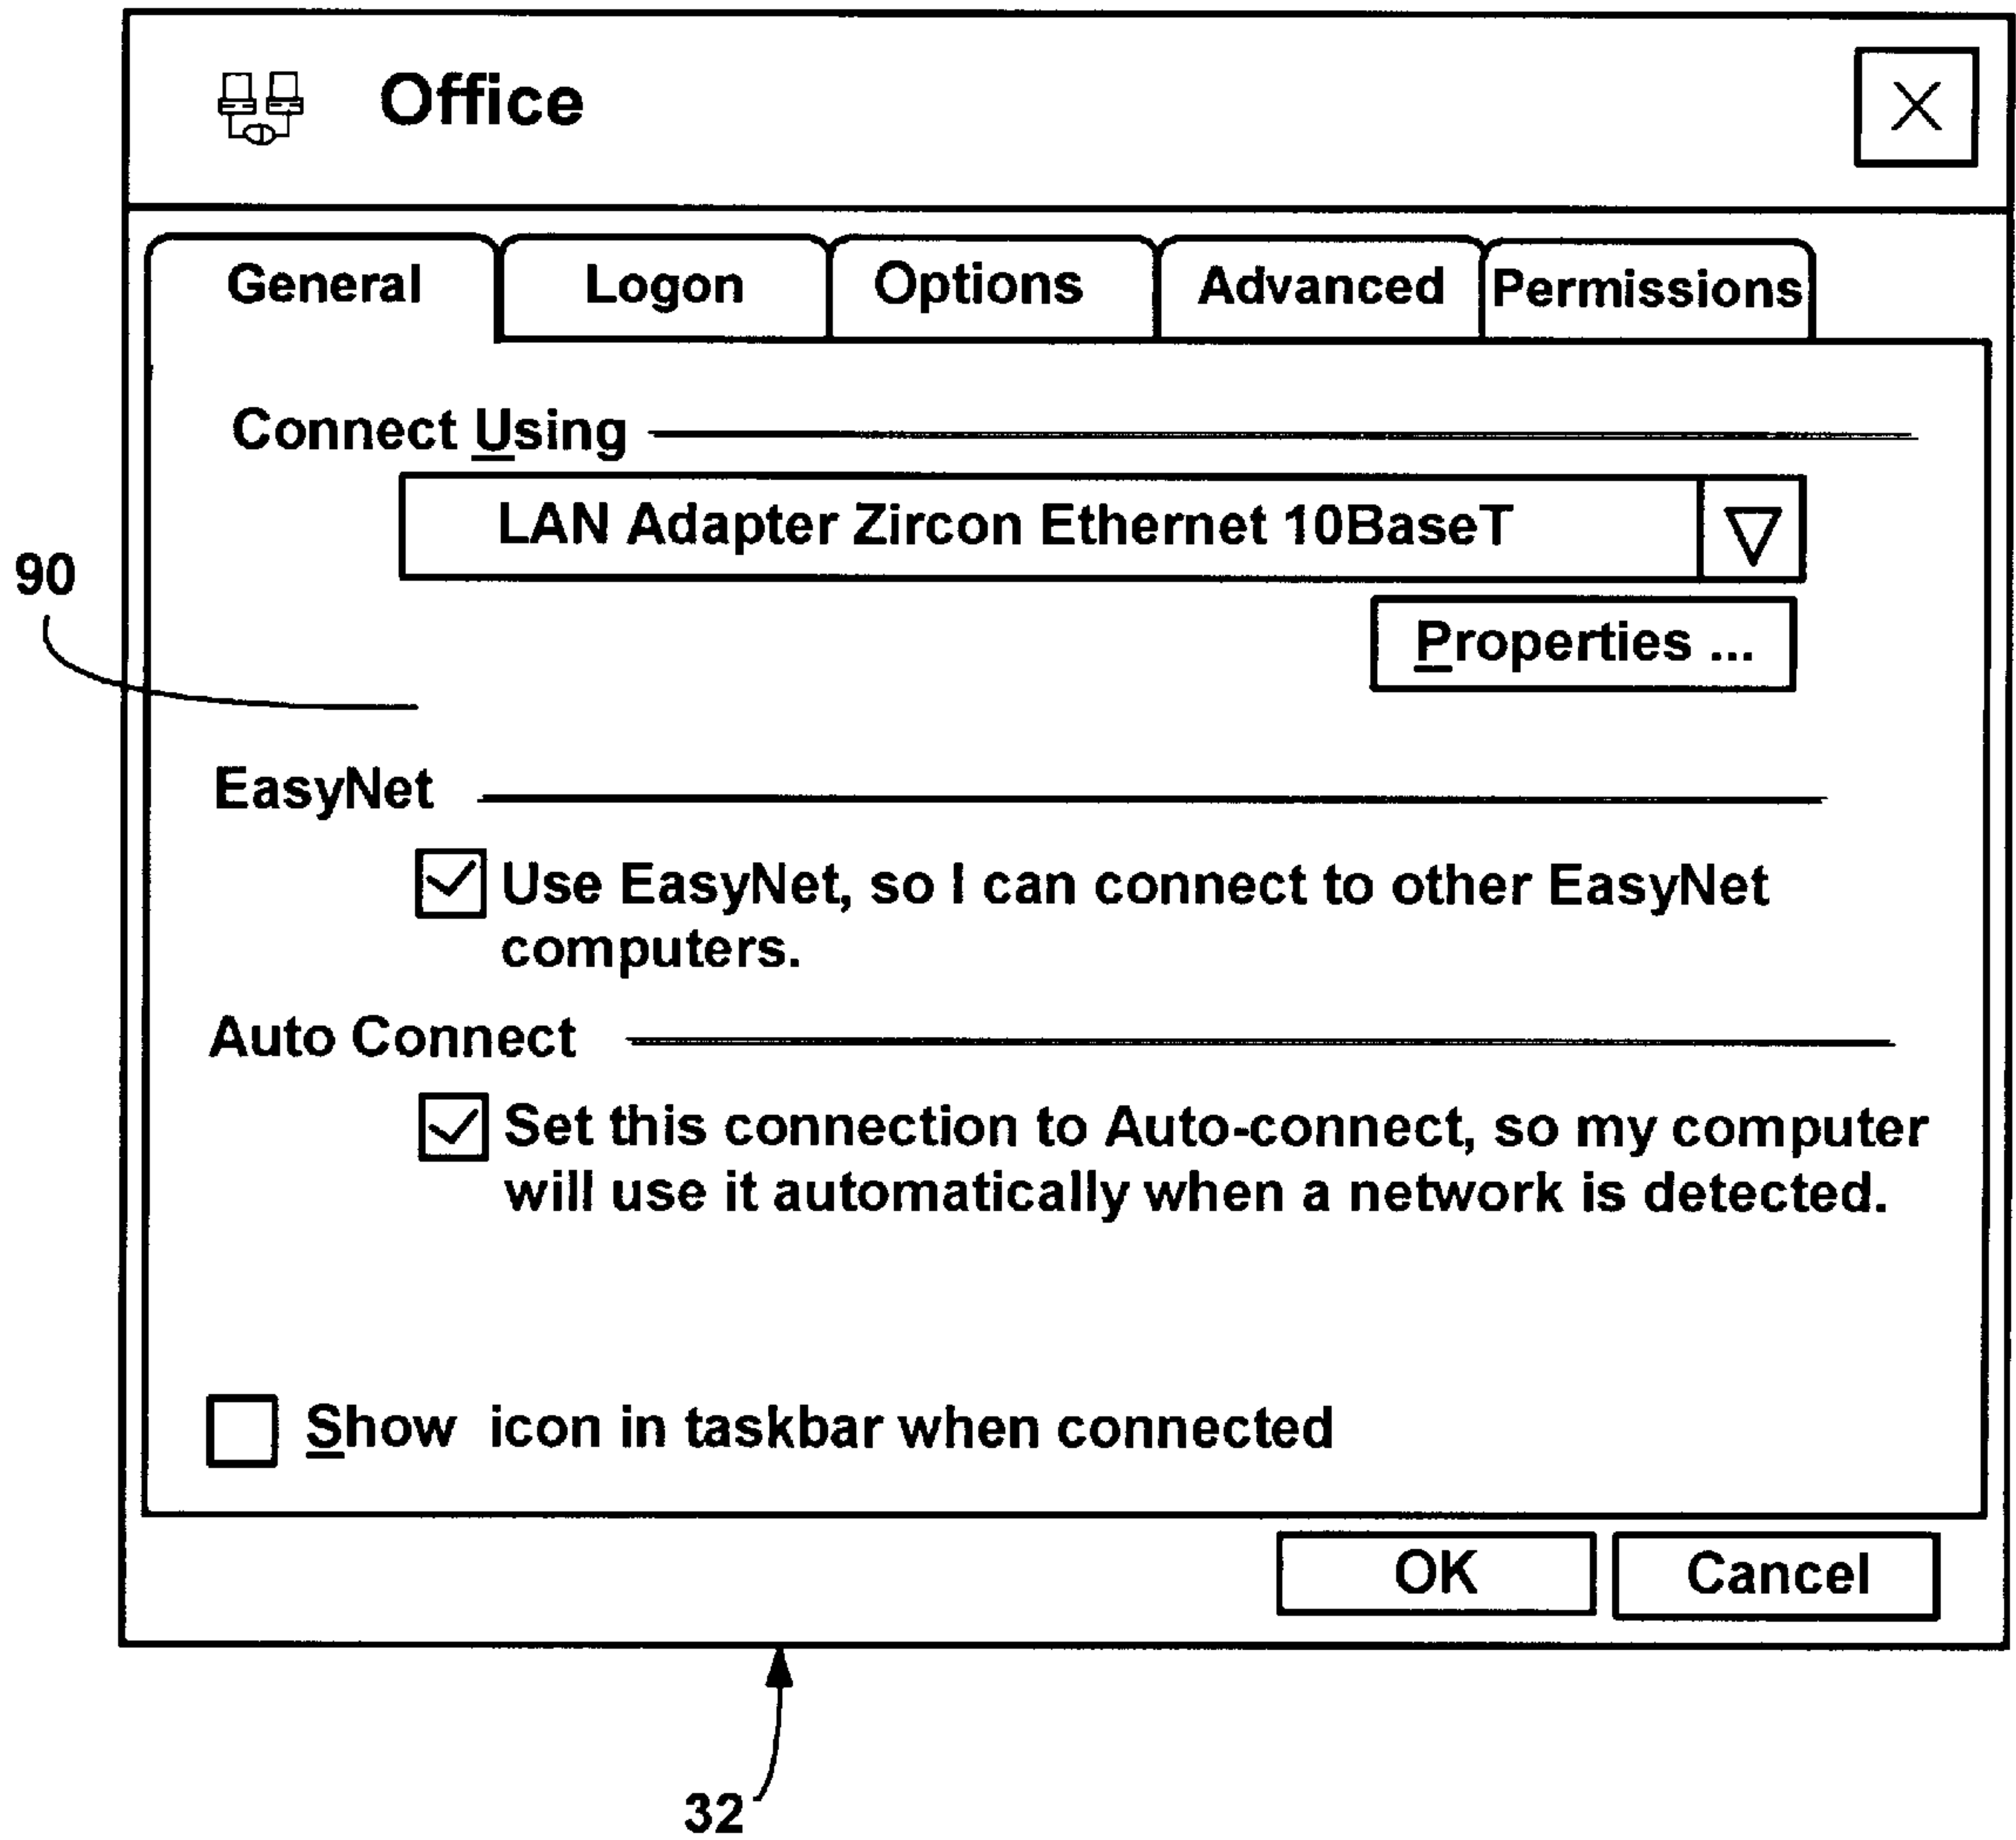 Office
General Logon Options Advanced Permissions
Connect Using
LAN Adapter Zircon Ethernet 10BaseT
90
Properties ...
EasyNet
Use EasyNet, so I can connect to other EasyNet
computers.
Auto Connect
Set this connection to Auto-connect, so my computer
will use it automatically when a network is detected.
Show icon in taskbar when connected
OK Cancel
32